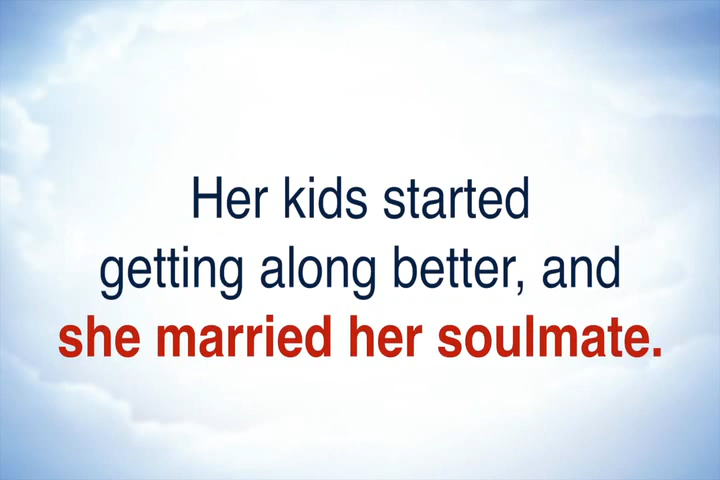 Her kids started
getting along better, and
she married her soulmate.